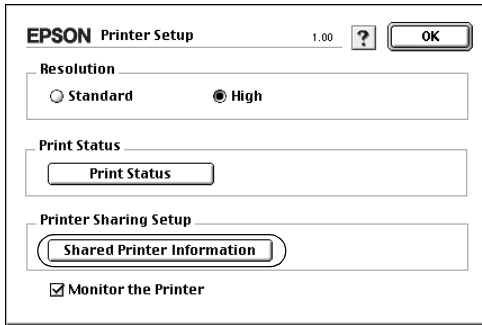 EPSON Printer Setup 1.00 ? OK
Resolution
Standard High
Print Status
Print Status
Printer Sharing Setup
Shared Printer Information
Monitor the Printer